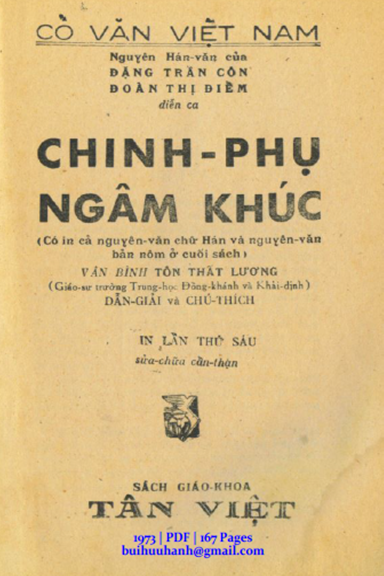 CỔ VĂN VIỆT NAM
Nguyên Hán-văn của
ĐẶNG TRẦN CÔN
ĐOÀN THỊ ĐIỂM
diễn ca
CHINH-PHỤ
NGÂM KHÚC
(Có in cả nguyên-văn chữ Hán và nguyên-văn
bản nôm ở cuối sách)
VÂN BÌNH TÔN THẤT LƯƠNG
(Giáo-sư trường Trung-học Đồng-khánh và Khải-định)
DẪN-GIẢI và CHÚ-THÍCH
IN LẦN THỨ SÁU
sửa-chữa cẩn-thận
SÁCH GIÁO-KHOA
TÂN VIỆT
1973 | PDF | 167 Pages
buihuuhanh@gmail.com